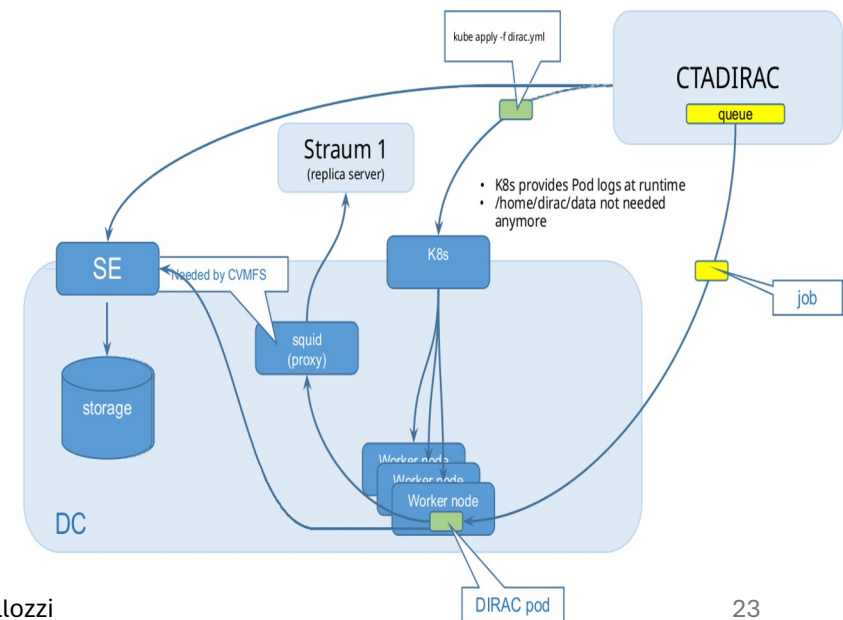 kube apply -f dirac.yml
CTADIRAC
queue
Straum 1
(replica server)
• K8s provides Pod logs at runtime
• /home/dirac/data not needed
anymore
SE
Needed by CVMFS
K8s
job
squid
(proxy)
storage
Worker node
Worker node
Worker node
DC
DIRAC pod
lozzi
23